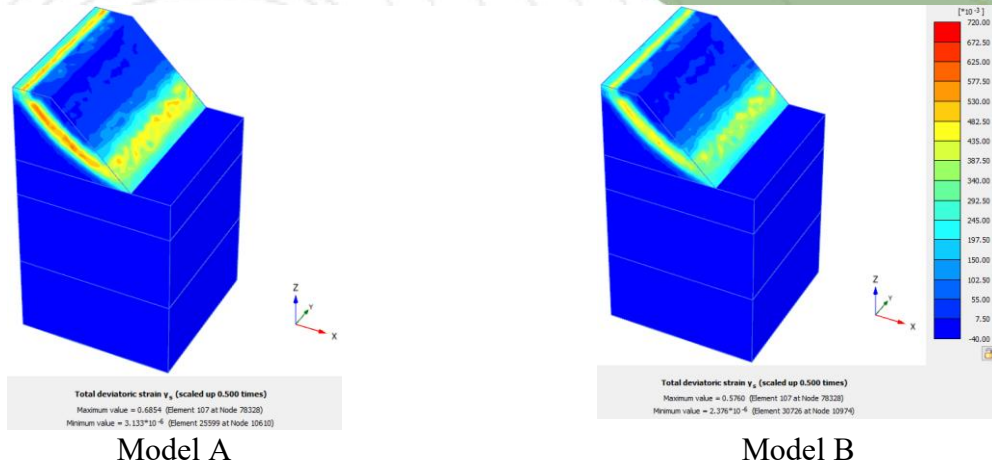 [*10 -3 ]
720.00
672.50
625.00
577.50
530.00
482.50
435.00
387.50
340.00
292.50
245.00
197.50
150.00
102.50
55.00
7.50
-40.00
Z
Y
X
Z
Y
X
Total deviatoric strain γs (scaled up 0.500 times)
Maximum value = 0.6854 (Element 107 at Node 78328)
Minimum value = 3.133*10 -6 (Element 25599 at Node 10610)
Total deviatoric strain γs (scaled up 0.500 times)
Maximum value = 0.5760 (Element 107 at Node 78328)
Minimum value = 2.376*10 -6 (Element 30726 at Node 10974)
Model A
Model B